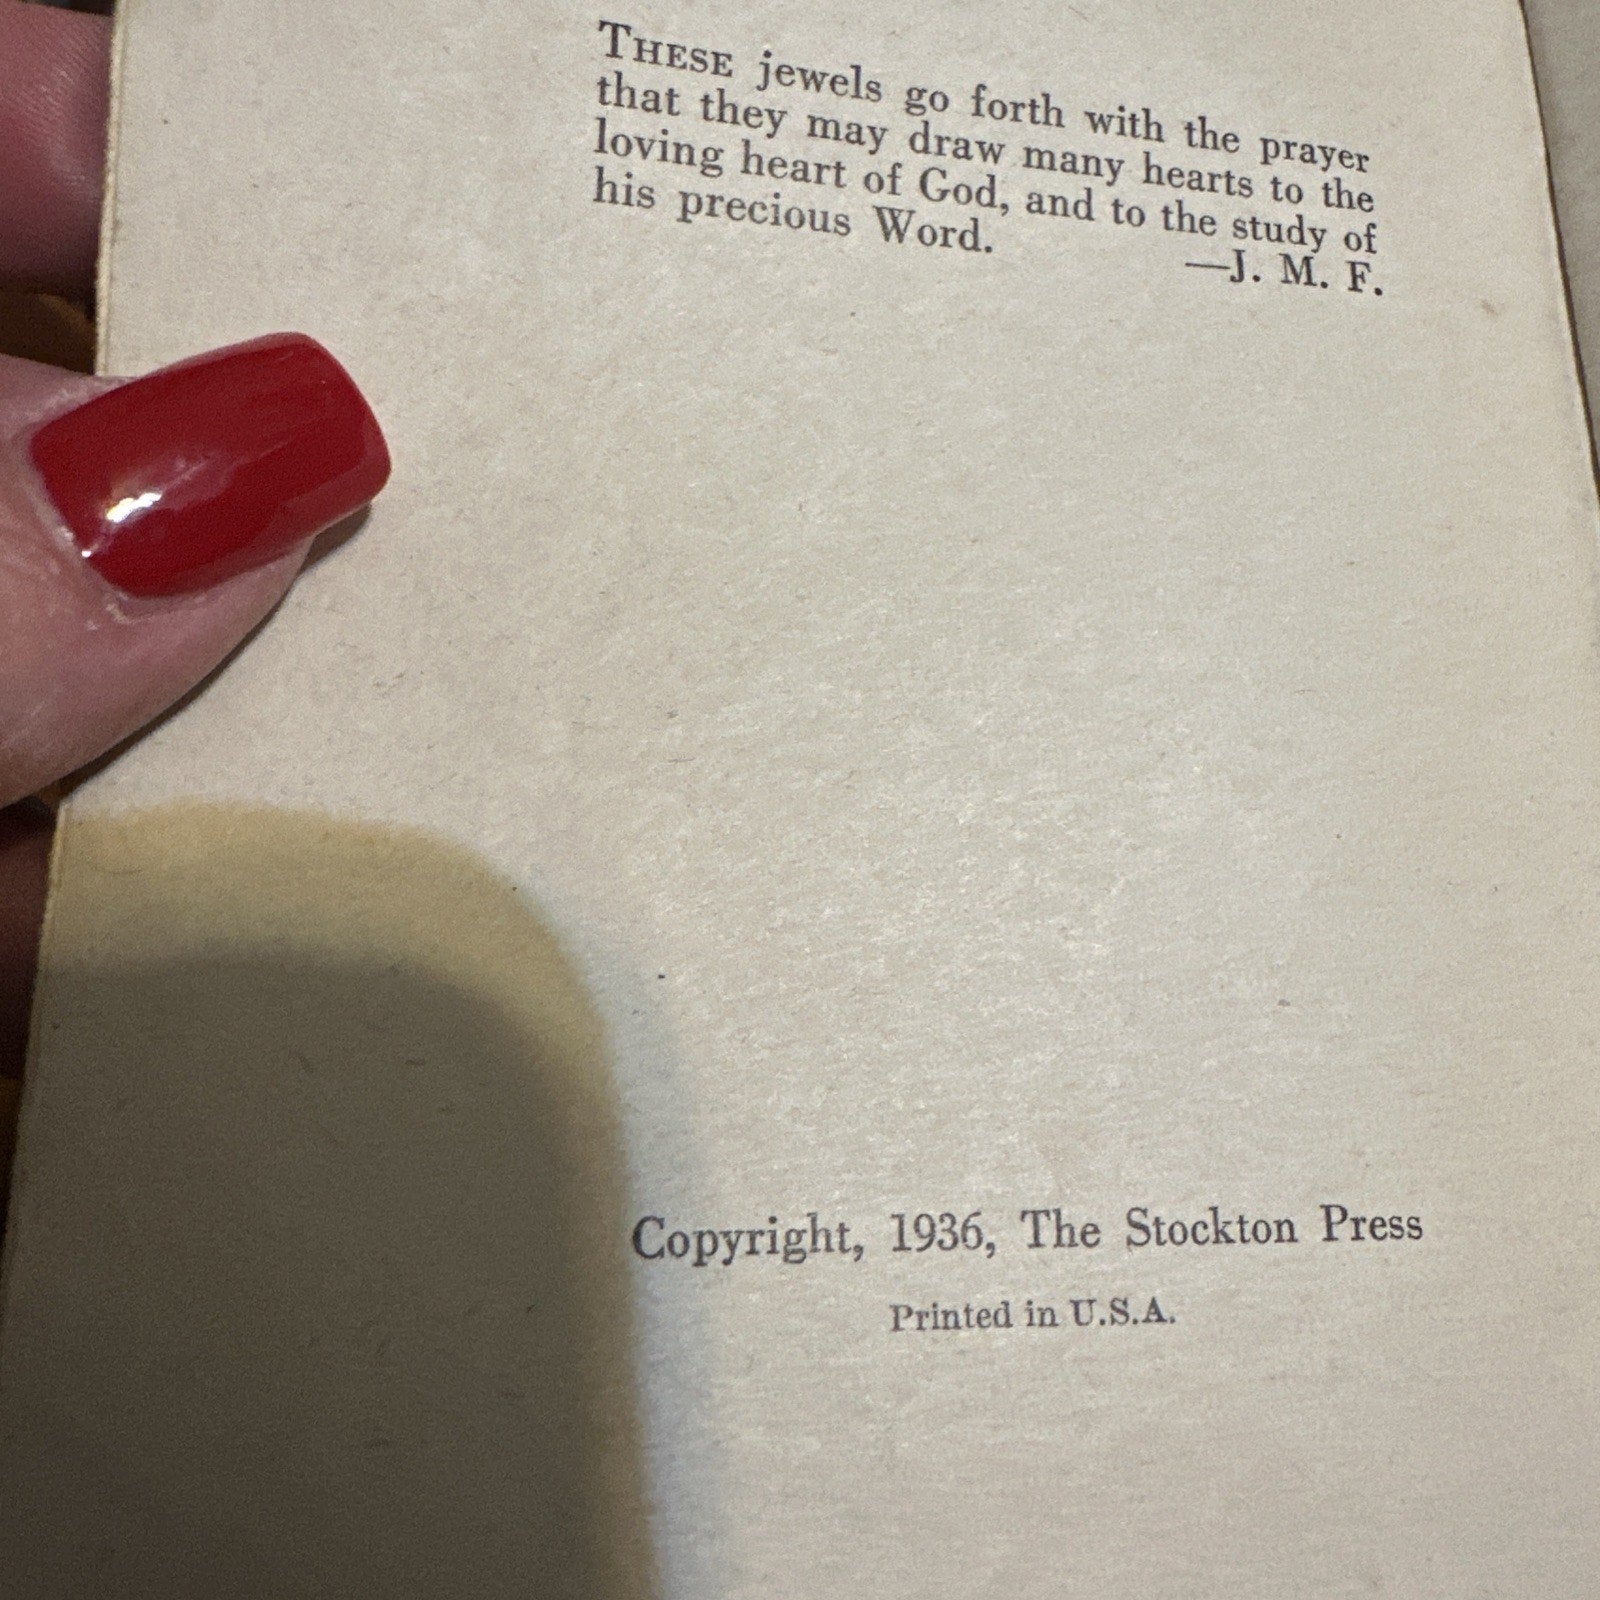 THESE jewels go forth with the prayer
that they may draw many hearts to the
loving heart of God, and to the study of
his precious Word.
—J. M. F.
Copyright, 1936, The Stockton Press
Printed in U.S.A.